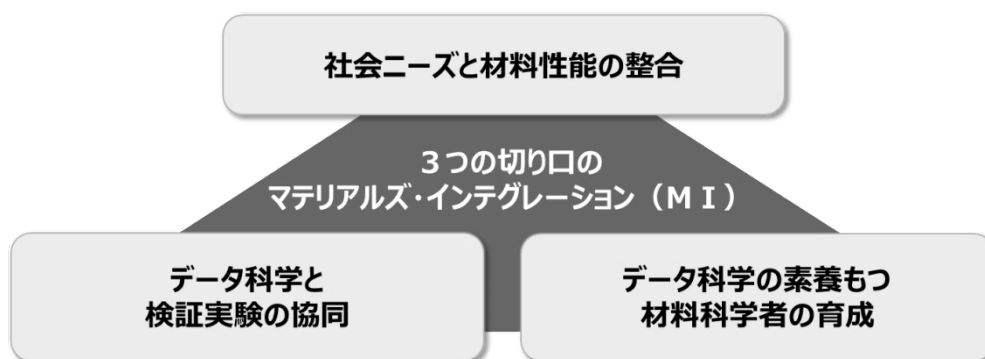 社会ニーズと材料性能の整合
３つの切り口の
マテリアルズ・インテグレーション（ＭＩ）
データ科学と
検証実験の協同
データ科学の素養もつ
材料科学者の育成